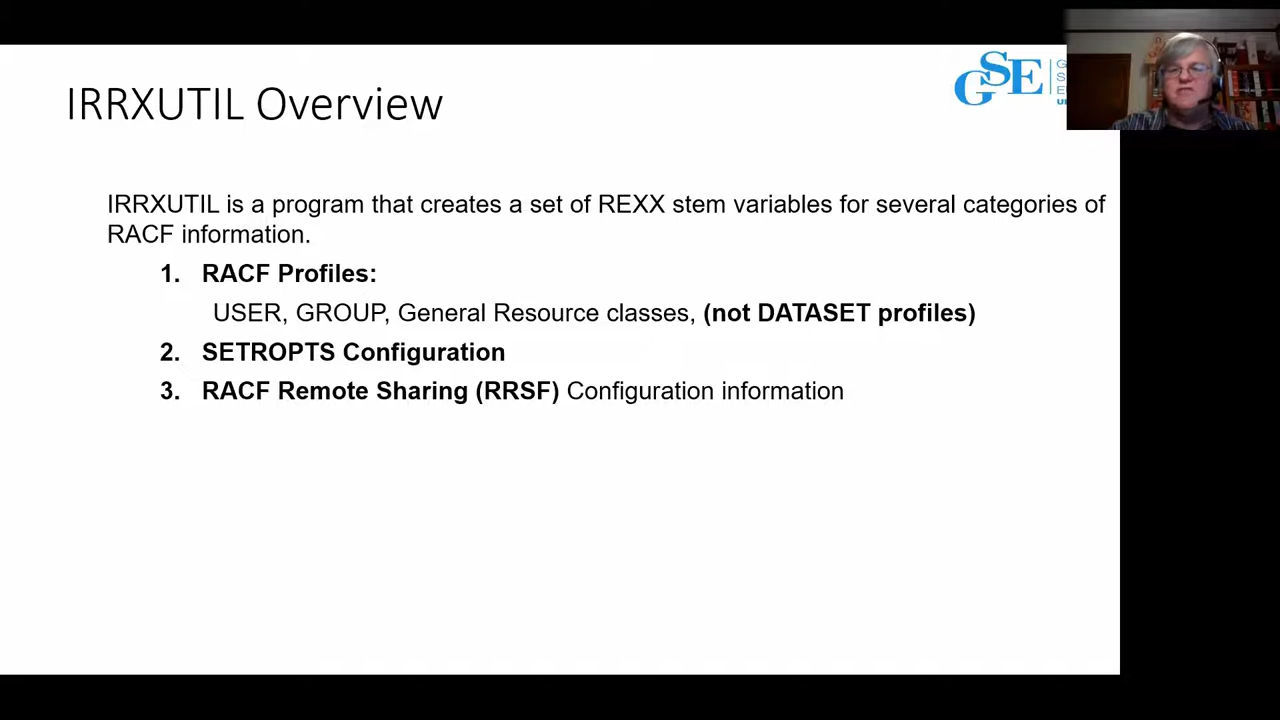 IRRXUTIL Overview
GSE
IRRXUTIL is a program that creates a set of REXX stem variables for several categories of
RACF information.
1. RACF Profiles:
USER, GROUP, General Resource classes, (not DATASET profiles)
2. SETROPTS Configuration
3. RACF Remote Sharing (RRSF) Configuration information